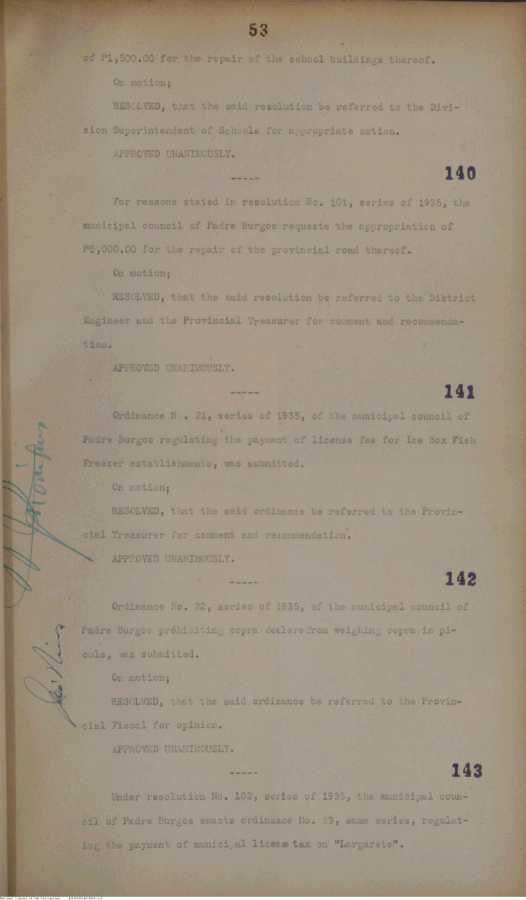 53
of ₱1,500.00 for the repair of the school buildings thereof.
On motion;
RESOLVED, that the said resolution be referred to the Divi-
sion Superintendent of Schools for appropriate action.
APPROVED UNANIMOUSLY.
-----
140
For reasons stated in resolution No. 101, series of 1935, the
municipal council of Padre Burgos requests the appropriation of
₱5,000.00 for the repair of the provincial road thereof.
On motion;
RESOLVED, that the said resolution be referred to the District
Engineer and the Provincial Treasurer for comment and recommenda-
tion.
APPROVED UNANIMOUSLY.
-----
141
Ordinance No. 21, series of 1935, of the municipal council of
Padre Burgos regulating the payment of license fee for Ice Box Fish
Freezer establishments, was submitted.
On motion;
RESOLVED, that the said ordinance be referred to the Provin-
cial Treasurer for comment and recommendation.
APPROVED UNANIMOUSLY.
-----
142
Ordinance No. 22, series of 1935, of the municipal council of
Padre Burgos prohibiting copra dealers from weighing copra in pi-
culs, was submitted.
On motion;
RESOLVED, that the said ordinance be referred to the Provin-
cial Fiscal for opinion.
APPROVED UNANIMOUSLY.
-----
143
Under resolution No. 102, series of 1935, the municipal coun-
cil of Padre Burgos enacts ordinance No. 23, same series, regulat-
ing the payment of municipal license tax on "Largarete".